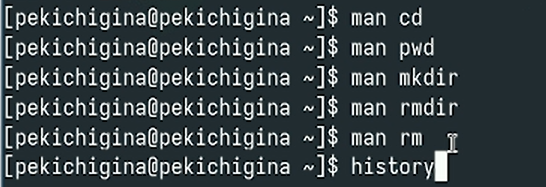 [pekichigina@pekichigina ~]$ man cd
[pekichigina@pekichigina ~]$ man pwd
[pekichigina@pekichigina ~]$ man mkdir
[pekichigina@pekichigina ~]$ man rmdir
[pekichigina@pekichigina ~]$ man rm
[pekichigina@pekichigina ~]$ history